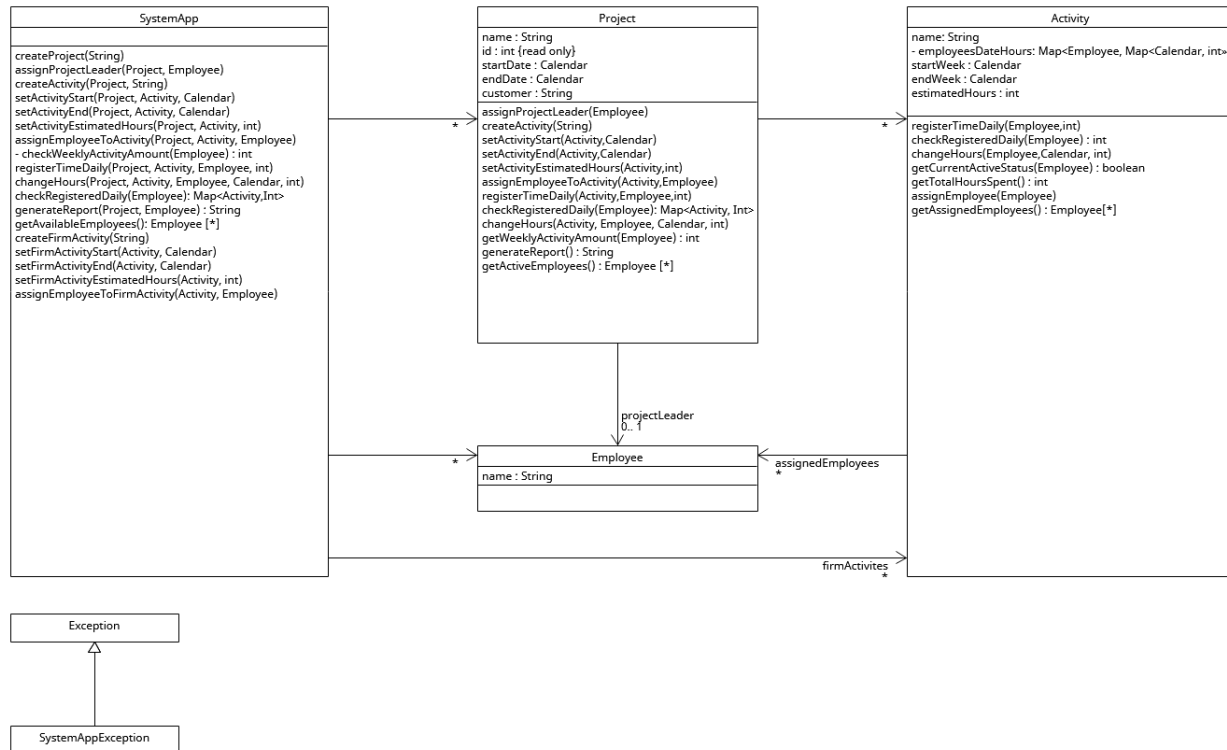 SystemApp
createProject(String)
assignProjectLeader(Project, Employee)
createActivity(Project, String)
setActivityStart(Project, Activity, Calendar)
setActivityEnd(Project, Activity, Calendar)
setActivityEstimatedHours(Project, Activity, int)
assignEmployeeToActivity(Project, Activity, Employee)
- checkWeeklyActivityAmount(Employee) : int
registerTimeDaily(Project, Activity, Employee, int)
changeHours(Project, Activity, Employee, Calendar, int)
checkRegisteredDaily(Employee): Map<Activity,Int>
generateReport(Project, Employee) : String
getAvailableEmployees(): Employee [*]
createFirmActivity(String)
setFirmActivityStart(Activity, Calendar)
setFirmActivityEnd(Activity, Calendar)
setFirmActivityEstimatedHours(Activity, int)
assignEmployeeToFirmActivity(Activity, Employee)
*
Project
name : String
id : int {read only}
startDate : Calendar
endDate : Calendar
customer : String
assignProjectLeader(Employee)
createActivity(String)
setActivityStart(Activity,Calendar)
setActivityEnd(Activity,Calendar)
setActivityEstimatedHours(Activity,int)
assignEmployeeToActivity(Activity,Employee)
registerTimeDaily(Activity,Employee,int)
checkRegisteredDaily(Employee): Map<Activity, Int>
changeHours(Activity, Employee, Calendar, int)
getWeeklyActivityAmount(Employee) : int
generateReport() : String
getActiveEmployees() : Employee [*]
*
Activity
name: String
- employeesDateHours: Map<Employee, Map<Calendar, int>
startWeek : Calendar
endWeek : Calendar
estimatedHours : int
registerTimeDaily(Employee,int)
checkRegisteredDaily(Employee) : int
changeHours(Employee,Calendar, int)
getCurrentActiveStatus(Employee) : boolean
getTotalHoursSpent() : int
assignEmployee(Employee)
getAssignedEmployees() : Employee[*]
projectLeader
0.. 1
*
Employee
name : String
assignedEmployees
*
firmActivites
*
Exception
SystemAppException